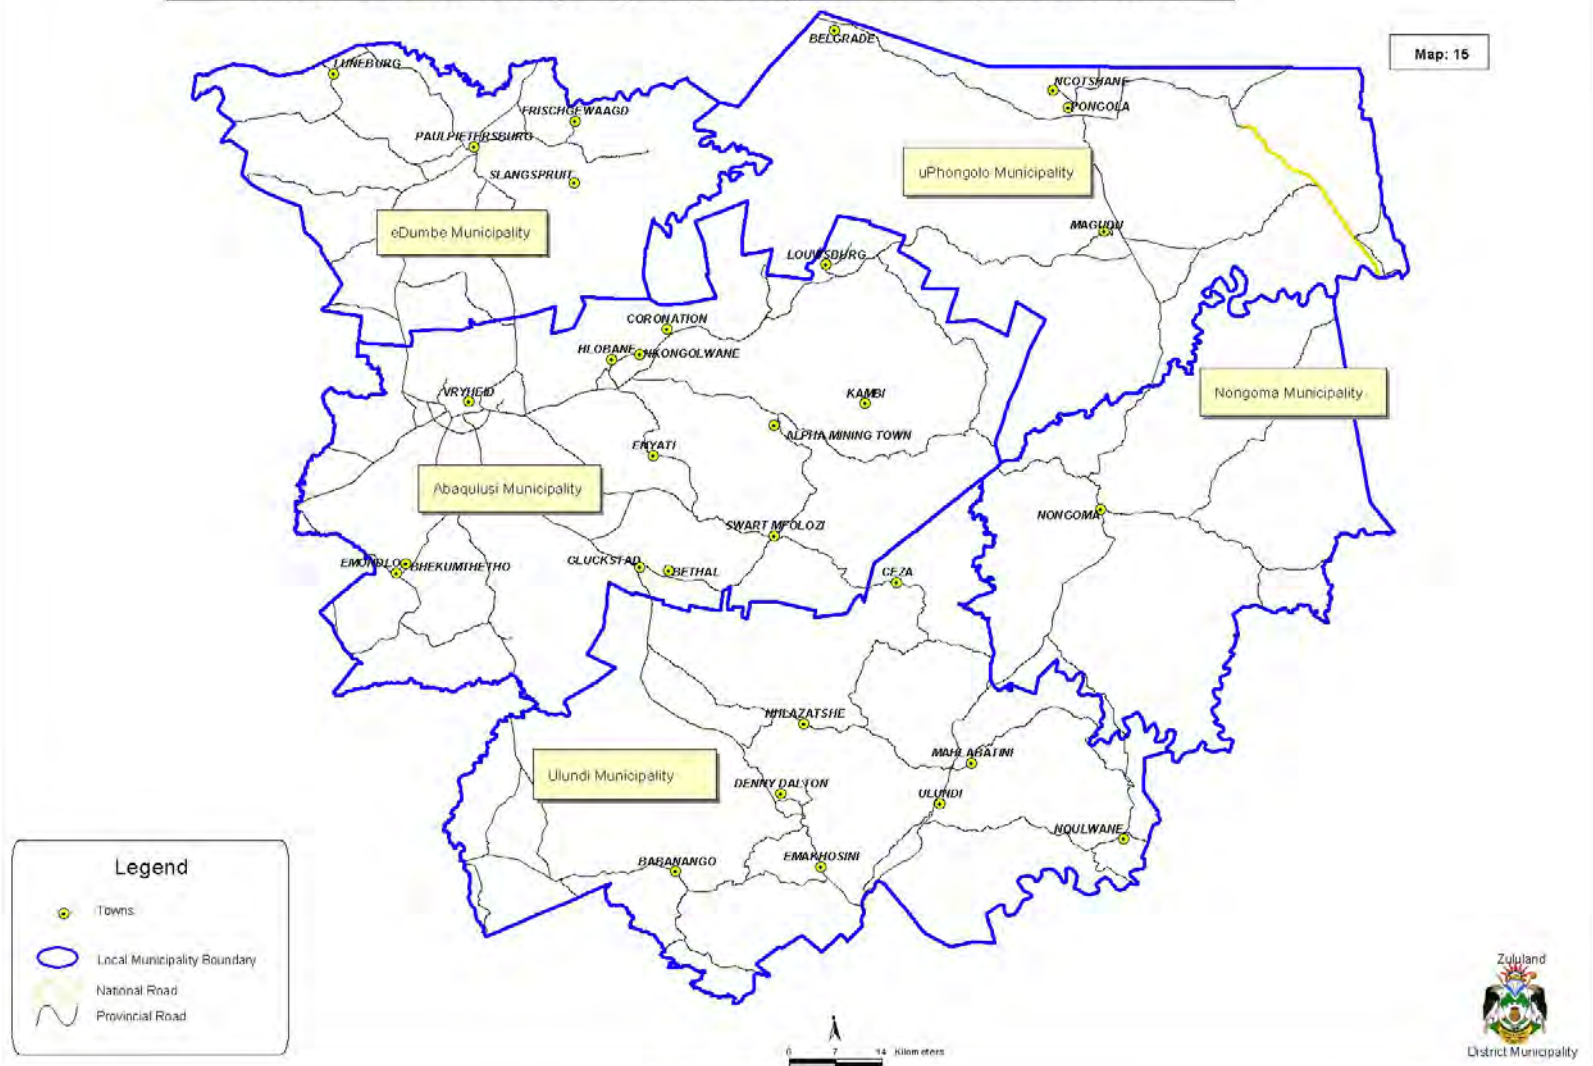 BELGRADE
Map: 15
LUNEBURG
NCOTSHANE
PONGOLA
FRISCHGEWAAGD
PAULPIETERSBURG
SLANGSPRUIT
uPhongolo Municipality
eDumbe Municipality
MAGUDU
LOUWSBURG
CORONATION
HLOBANE
NKONGOLWANE
VRYHEID
KAMBI
Nongoma Municipality
ALPHA MINING TOWN
ENYATI
Abaqulusi Municipality
NONGOMA
SWART MFOLOZI
EMONDLO
BHEKUMTHETHO
GLUCKSTAD
BETHAL
CEZA
NHLAZATSHE
MAHLABATINI
Ulundi Municipality
DENNY DALTON
ULUNDI
NQULWANE
BABANANGO
EMAKHOSINI
Legend
Towns
Local Municipality Boundary
National Road
Provincial Road
0 7 14 Kilometers
Zululand
District Municipality